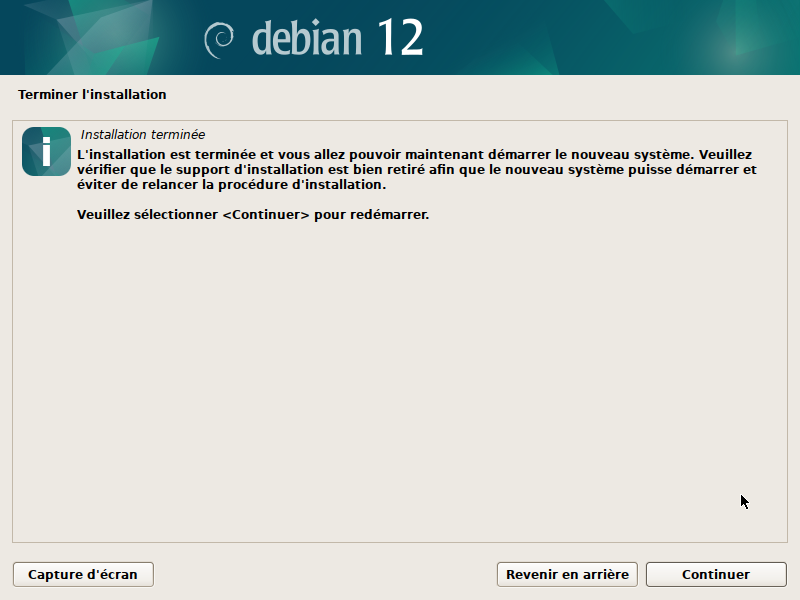 debian 12
Terminer l'installation
Installation terminée
L'installation est terminée et vous allez pouvoir maintenant démarrer le nouveau système. Veuillez
vérifier que le support d'installation est bien retiré afin que le nouveau système puisse démarrer et
éviter de relancer la procédure d'installation.
Veuillez sélectionner <Continuer> pour redémarrer.
Capture d'écran
Revenir en arrière
Continuer